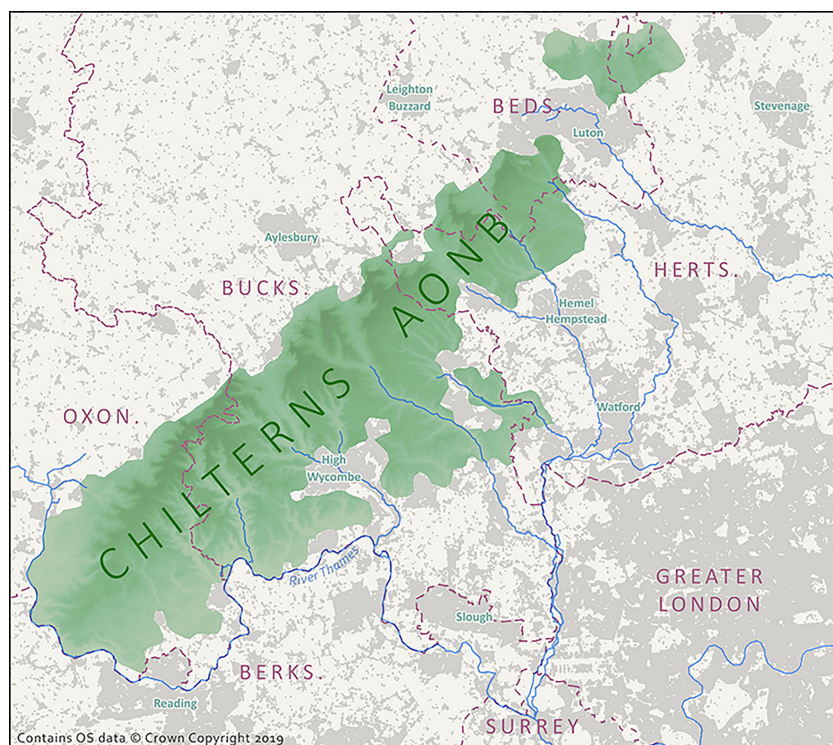 Leighton
Buzzard
BEDS.
Stevenage
Luton
Aylesbury
HERTS.
BUCKS.
Hemel
Hempstead
CHILTERNS AONB
OXON.
Watford
High
Wycombe
River Thames
GREATER
LONDON
Slough
BERKS.
Reading
SURREY
Contains OS data © Crown Copyright 2019